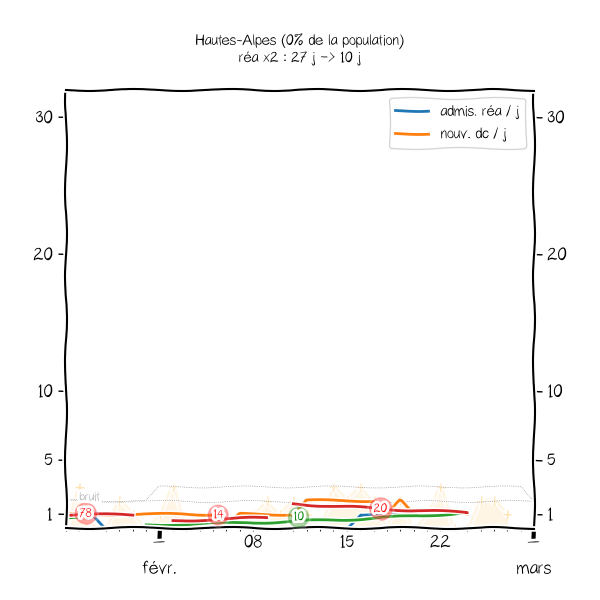 Hautes-Alpes (0% de la population)
réa x2 : 27 j -> 10 j
admis. réa / j
nouv. dc / j
30
30
20
20
10
10
5
5
bruit
1
78
14
10
20
1
08
15
22
févr.
mars